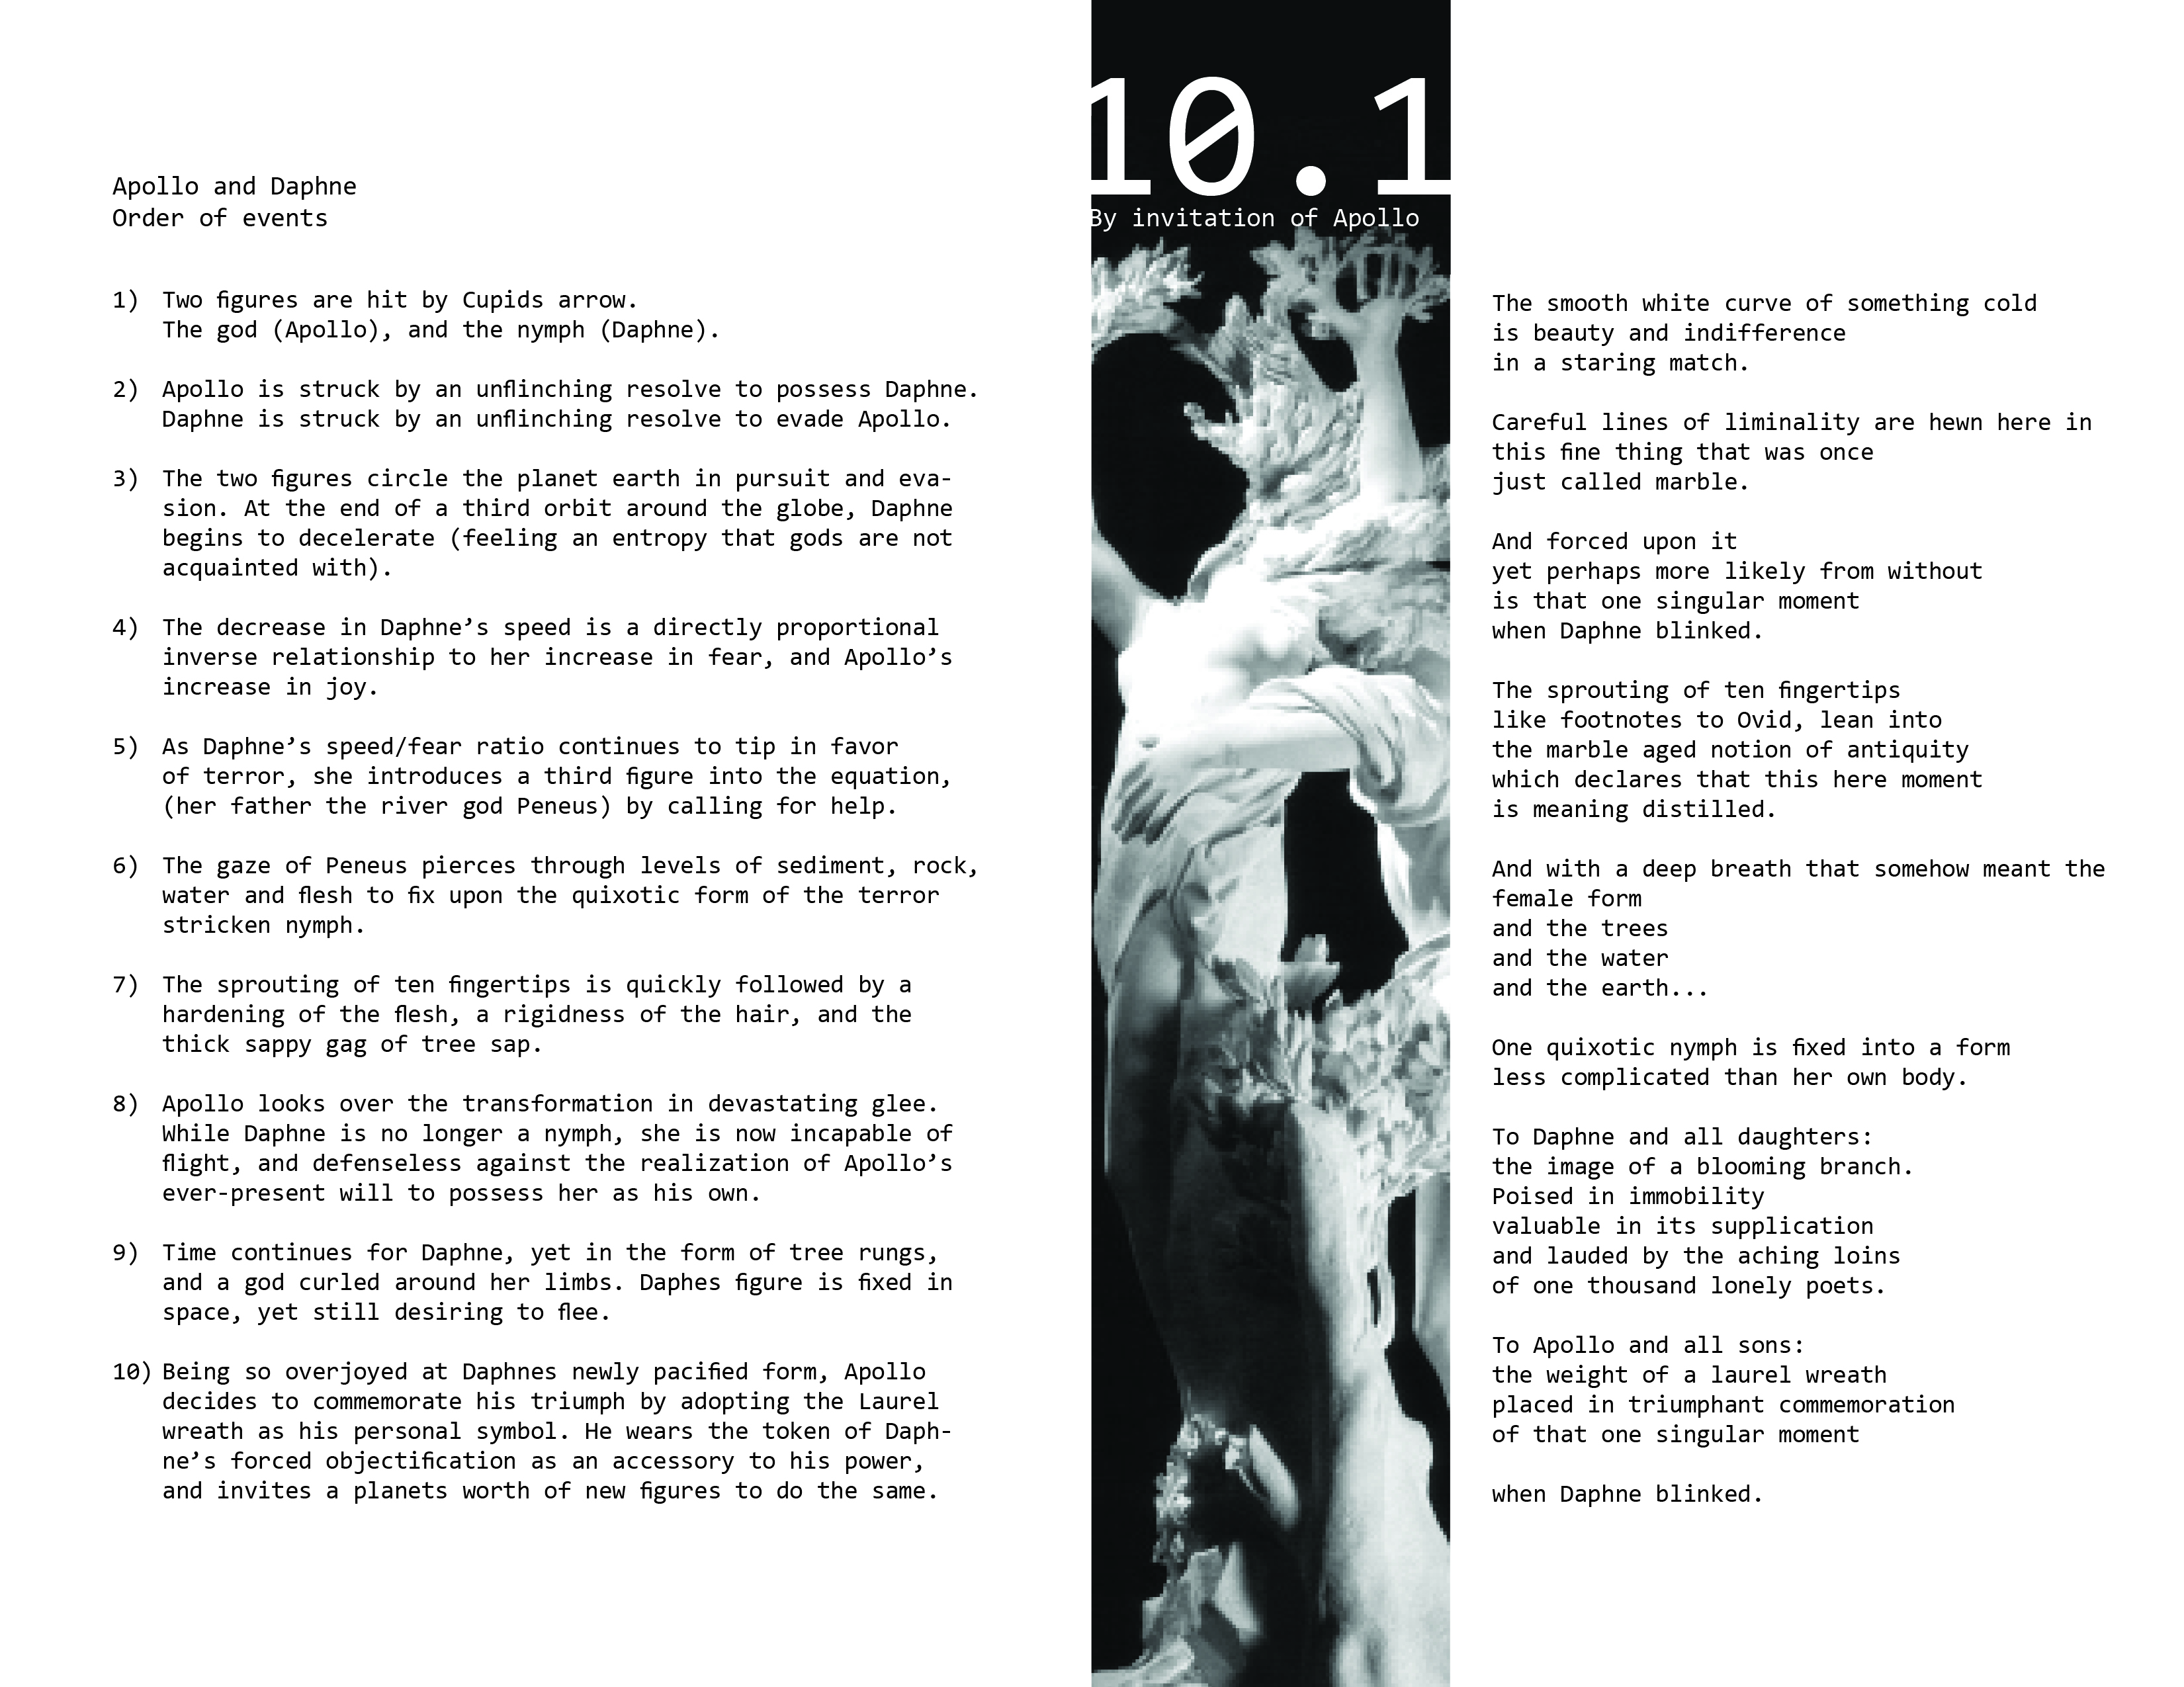 Apollo and Daphne
Order of events
1) Two figures are hit by Cupids arrow.
The god (Apollo), and the nymph (Daphne).
2) Apollo is struck by an unflinching resolve to possess Daphne.
Daphne is struck by an unflinching resolve to evade Apollo.
3) The two figures circle the planet earth in pursuit and eva-
sion. At the end of a third orbit around the globe, Daphne
begins to decelerate (feeling an entropy that gods are not
acquainted with).
4) The decrease in Daphne’s speed is a directly proportional
inverse relationship to her increase in fear, and Apollo’s
increase in joy.
5) As Daphne’s speed/fear ratio continues to tip in favor
of terror, she introduces a third figure into the equation,
(her father the river god Peneus) by calling for help.
6) The gaze of Peneus pierces through levels of sediment, rock,
water and flesh to fix upon the quixotic form of the terror
stricken nymph.
7) The sprouting of ten fingertips is quickly followed by a
hardening of the flesh, a rigidness of the hair, and the
thick sappy gag of tree sap.
8) Apollo looks over the transformation in devastating glee.
While Daphne is no longer a nymph, she is now incapable of
flight, and defenseless against the realization of Apollo’s
ever-present will to possess her as his own.
9) Time continues for Daphne, yet in the form of tree rungs,
and a god curled around her limbs. Daphes figure is fixed in
space, yet still desiring to flee.
10) Being so overjoyed at Daphnes newly pacified form, Apollo
decides to commemorate his triumph by adopting the Laurel
wreath as his personal symbol. He wears the token of Daph-
ne’s forced objectification as an accessory to his power,
and invites a planets worth of new figures to do the same.
10.1
By invitation of Apollo
The smooth white curve of something cold
is beauty and indifference
in a staring match.
Careful lines of liminality are hewn here in
this fine thing that was once
just called marble.
And forced upon it
yet perhaps more likely from without
is that one singular moment
when Daphne blinked.
The sprouting of ten fingertips
like footnotes to Ovid, lean into
the marble aged notion of antiquity
which declares that this here moment
is meaning distilled.
And with a deep breath that somehow meant the
female form
and the trees
and the water
and the earth...
One quixotic nymph is fixed into a form
less complicated than her own body.
To Daphne and all daughters:
the image of a blooming branch.
Poised in immobility
valuable in its supplication
and lauded by the aching loins
of one thousand lonely poets.
To Apollo and all sons:
the weight of a laurel wreath
placed in triumphant commemoration
of that one singular moment
when Daphne blinked.